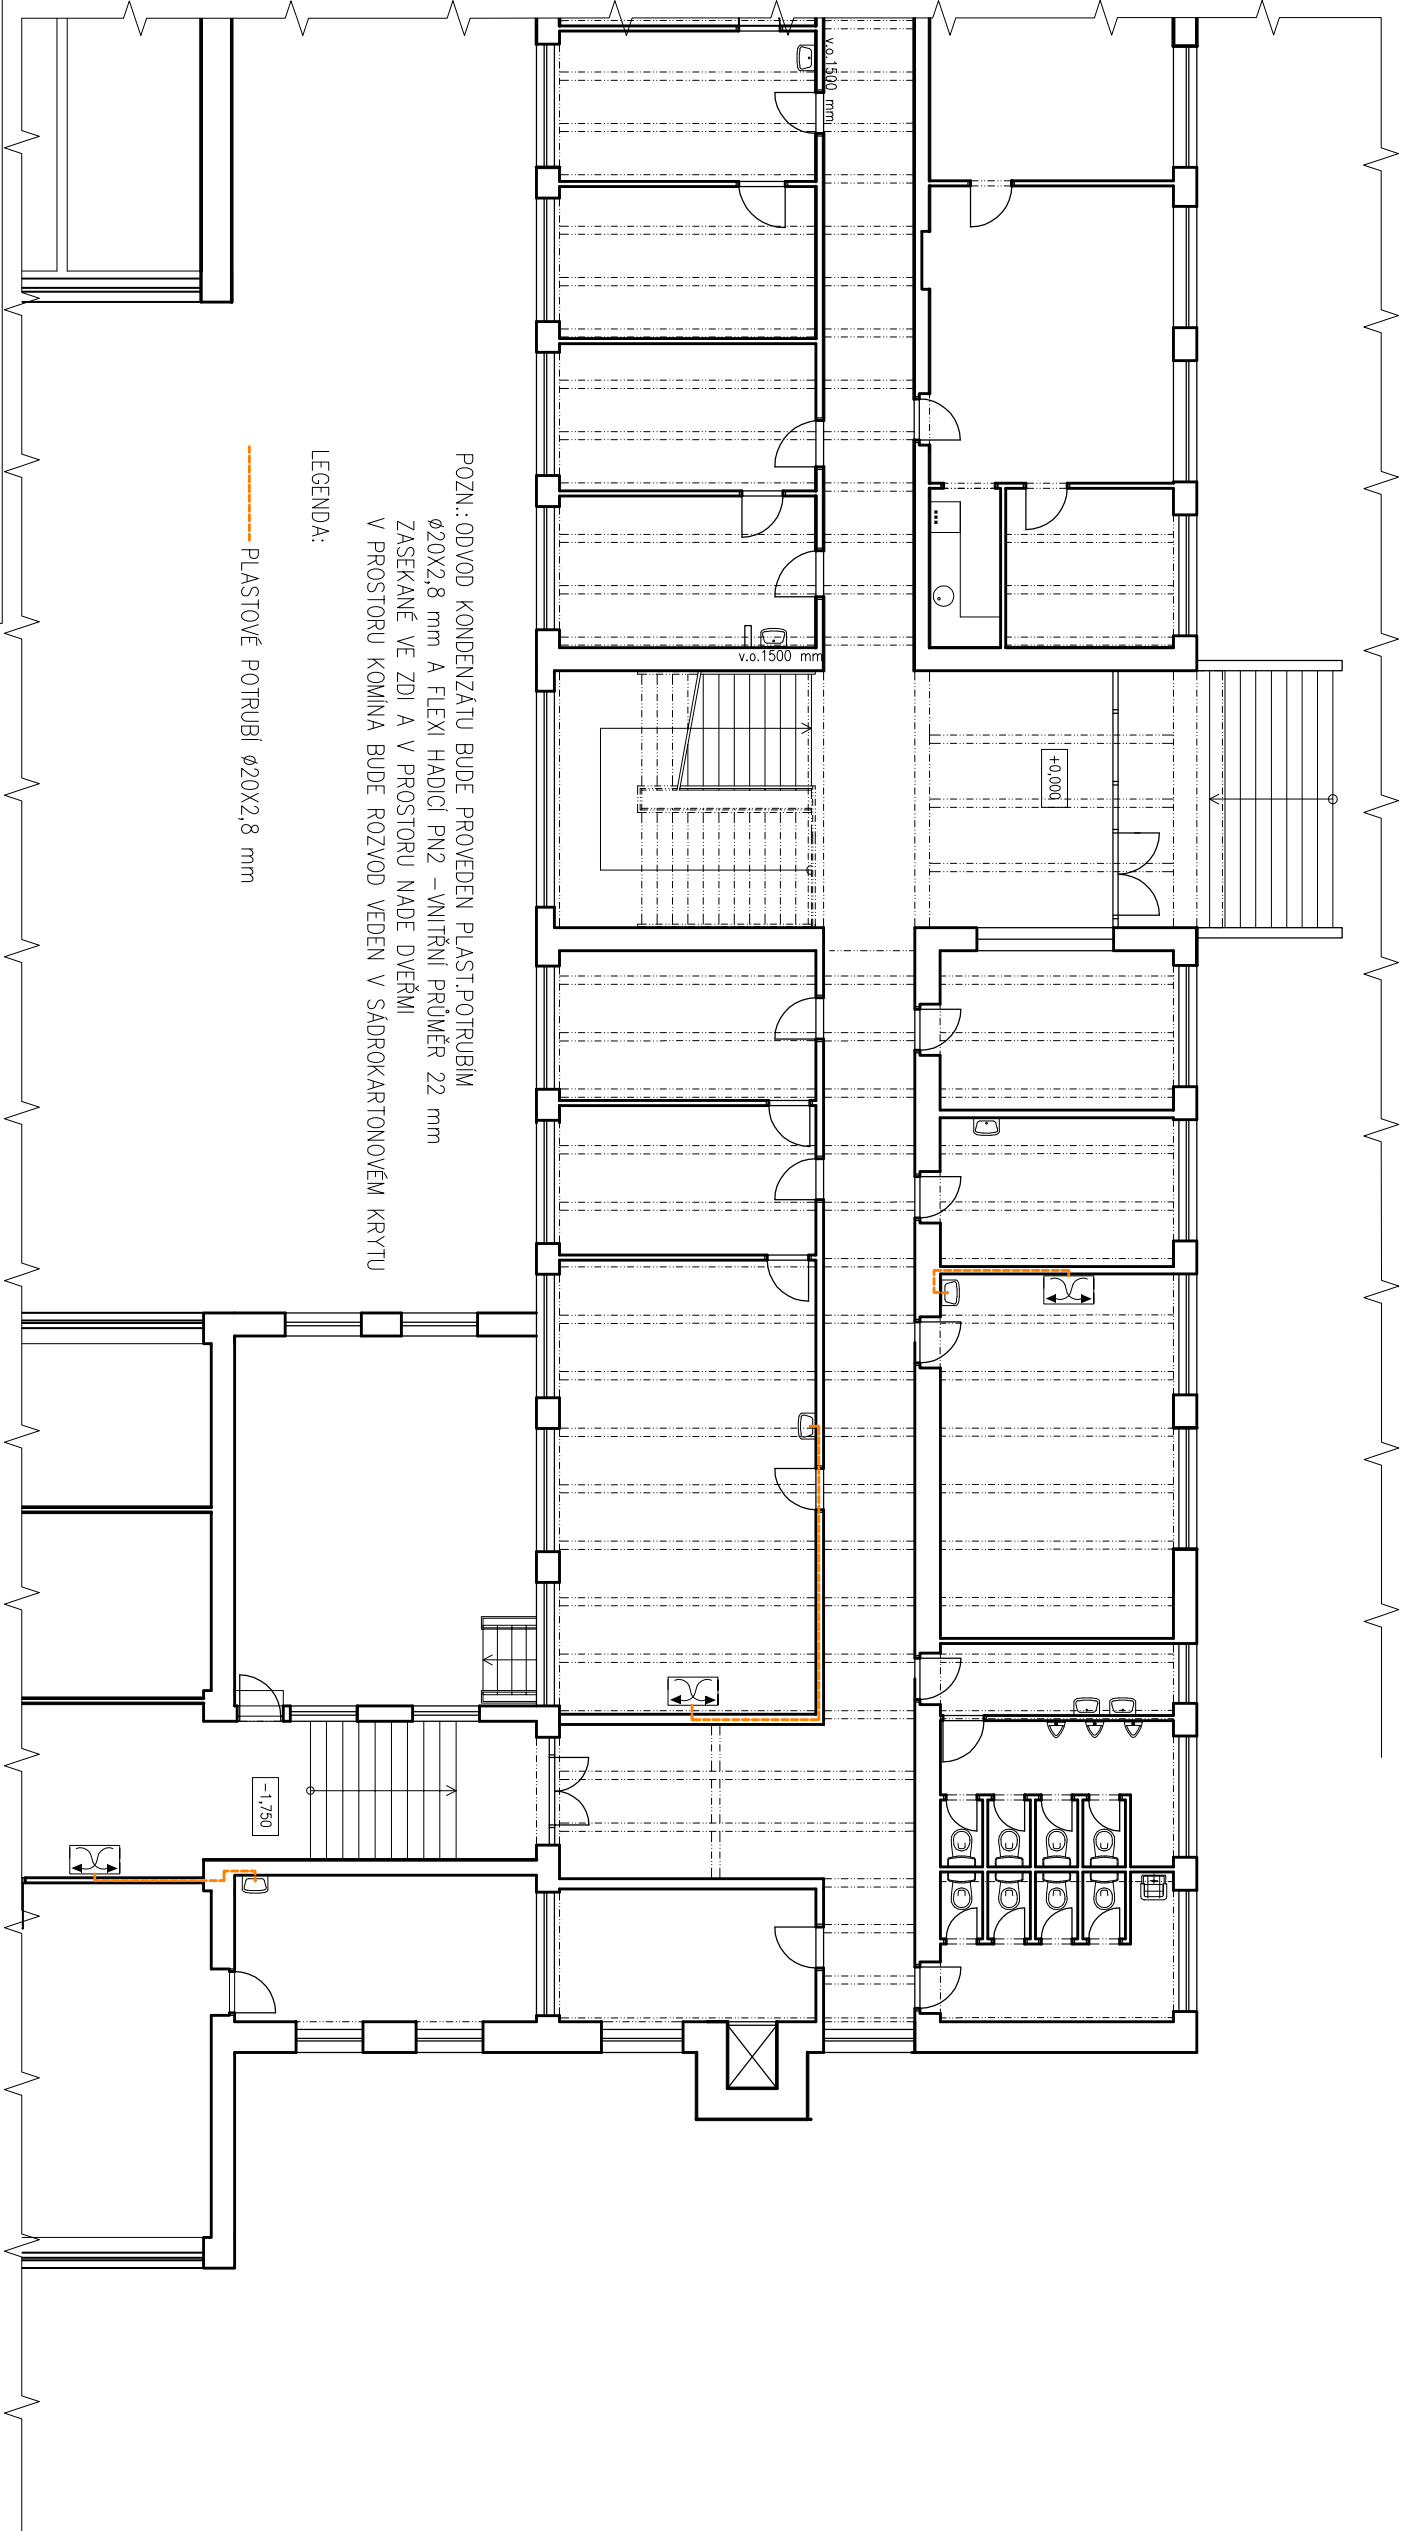 v.o.1500 mm
v.o.1500 mm
+0,000
POZN.: ODVOD KONDENZÁTU BUDE PROVEDEN PLAST.POTRUBÍM
Ø20X2,8 mm A FLEXI HADICÍ PN2 -VNITŘNÍ PRŮMĚR 22 mm
ZASEKANÉ VE ZDI A V PROSTORU NADE DVEŘMI
V PROSTORU KOMÍNA BUDE ROZVOD VEDEN V SÁDROKARTONOVÉM KRYTU
LEGENDA:
PLASTOVÉ POTRUBÍ Ø20X2,8 mm
-1,750